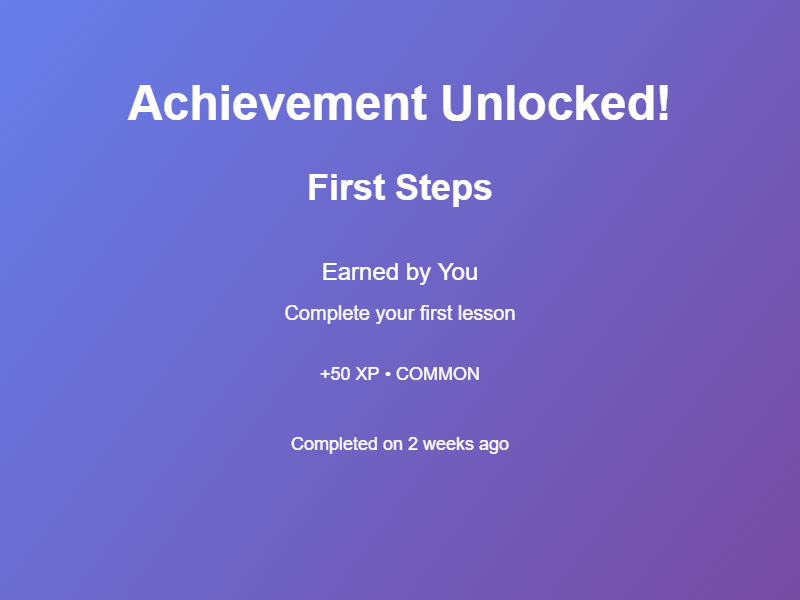 Achievement Unlocked!
First Steps
Earned by You
Complete your first lesson
+50 XP • COMMON
Completed on 2 weeks ago